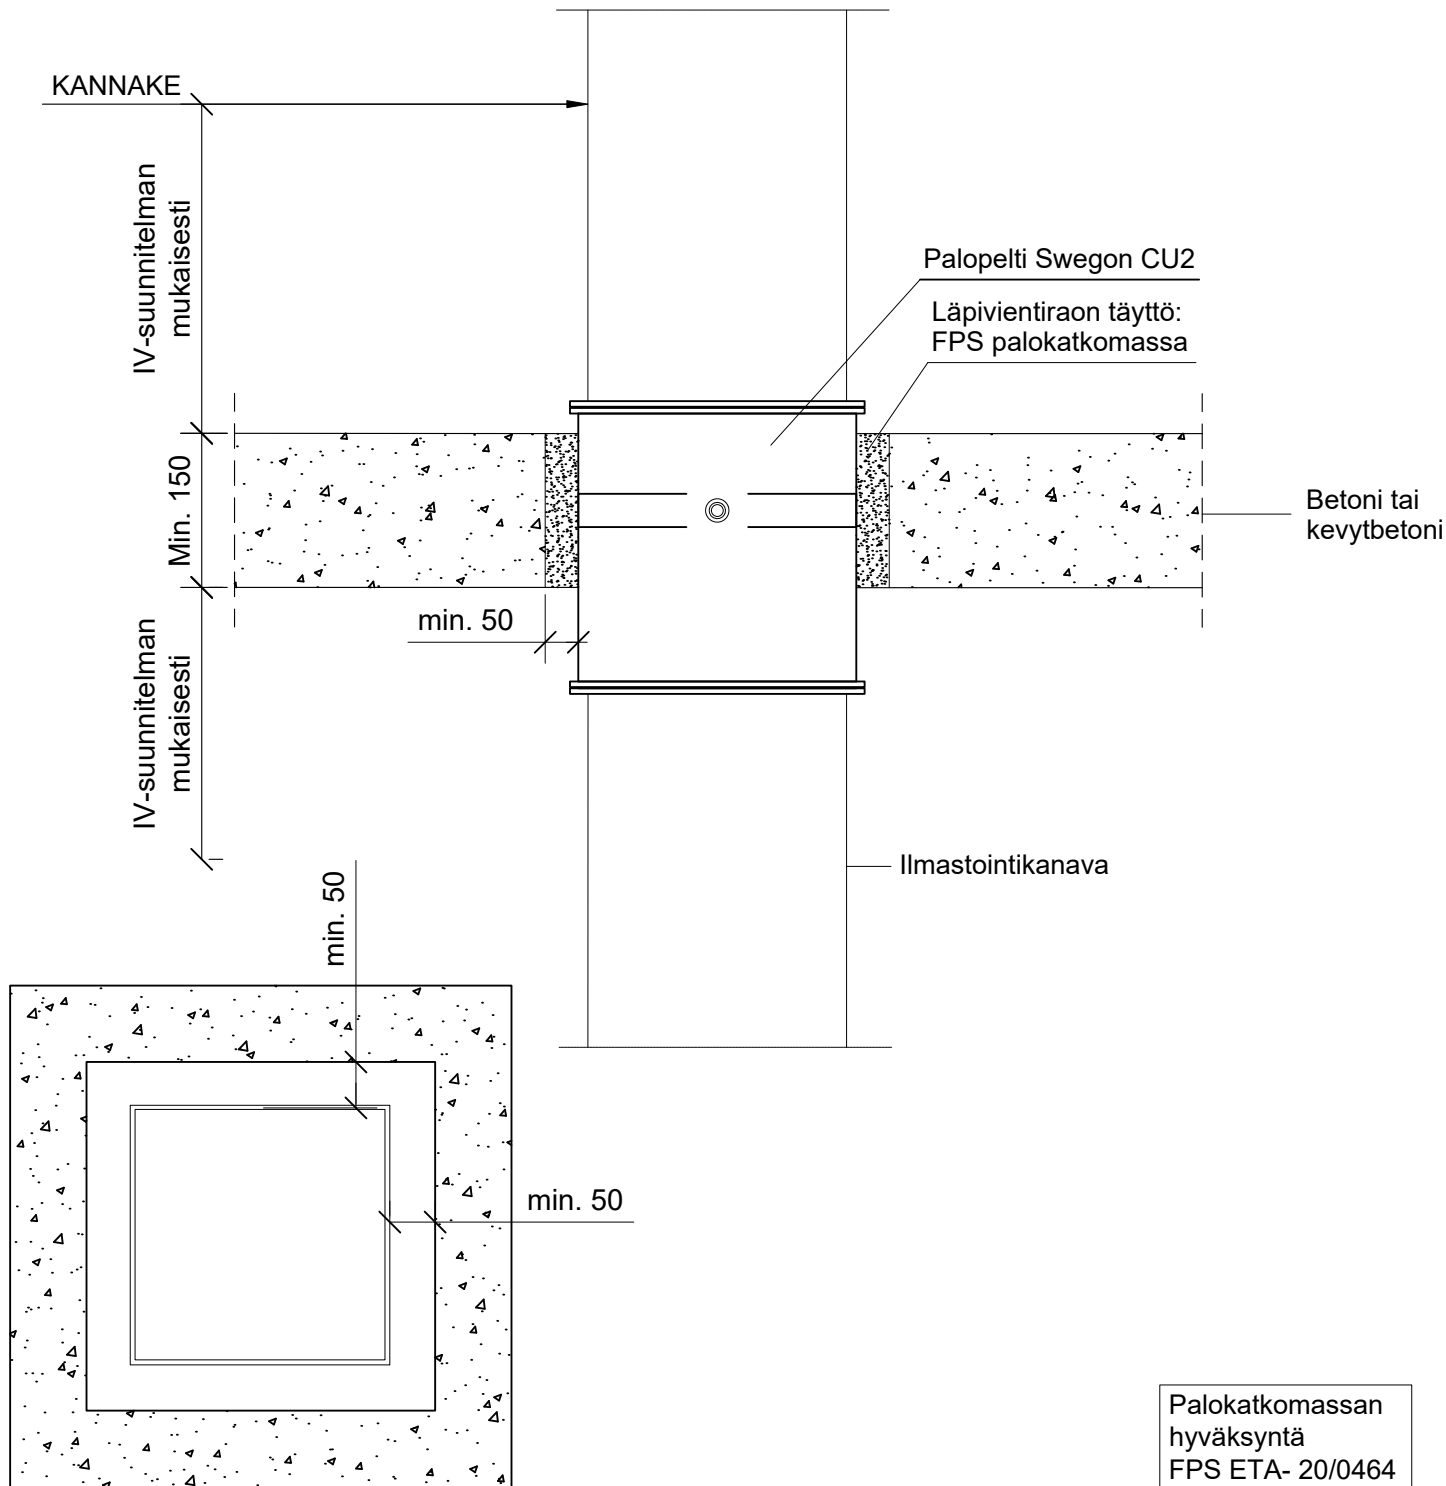 KANNAKE
IV-suunnitelman
mukaisesti
Palopelti Swegon CU2
Läpivientiraon täyttö:
FPS palokatkomassa
Min. 150
Betoni tai
kevytbetoni
min. 50
IV-suunnitelman
mukaisesti
Ilmastointikanava
min. 50
min. 50
Palokatkomassan
hyväksyntä
FPS ETA- 20/0464